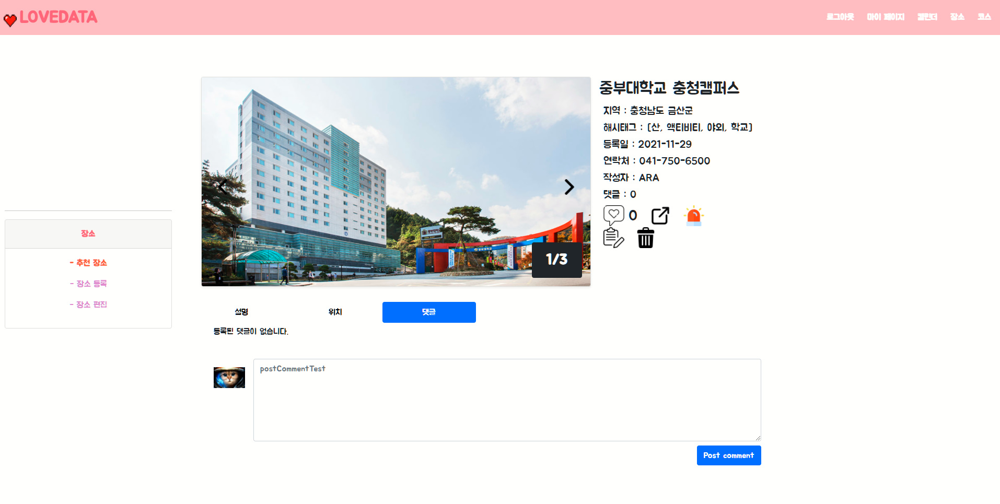 LOVEDATA
로그아웃 마이 페이지 캘린더 장소 코스
중부대학교 충청캠퍼스
지역 : 충청남도 금산군
해시태그 : [산, 액티비티, 야외, 학교]
등록일 : 2021-11-29
연락처 : 041-750-6500
작성자 : ARA
댓글 : 0
0
장소
- 추천 장소
- 장소 등록
- 장소 편집
중부대학교
1/3
설명 위치 댓글
등록된 댓글이 없습니다.
postCommentTest
Post comment